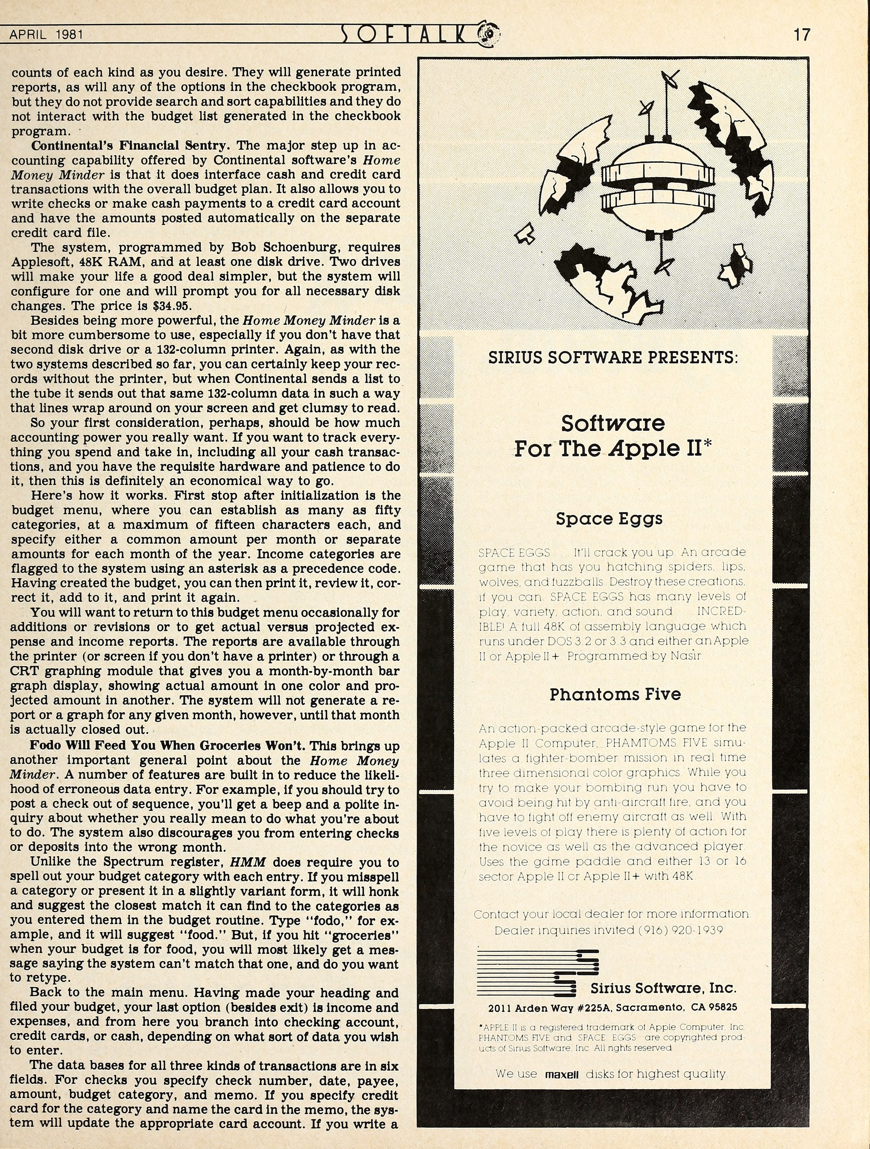 APRIL 1981
SOFTALK
17
counts of each kind as you desire. They will generate printed
reports, as will any of the options in the checkbook program,
but they do not provide search and sort capabilities and they do
not interact with the budget list generated in the checkbook
program.
Continental's Financial Sentry. The major step up in ac-
counting capability offered by Continental software's Home
Money Minder is that it does interface cash and credit card
transactions with the overall budget plan. It also allows you to
write checks or make cash payments to a credit card account
and have the amounts posted automatically on the separate
credit card file.
The system, programmed by Bob Schoenburg, requires
Applesoft, 48K RAM, and at least one disk drive. Two drives
will make your life a good deal simpler, but the system will
configure for one and will prompt you for all necessary disk
changes. The price is $34.95.
Besides being more powerful, the Home Money Minder is a
bit more cumbersome to use, especially if you don't have that
second disk drive or a 132-column printer. Again, as with the
two systems described so far, you can certainly keep your rec-
ords without the printer, but when Continental sends a list to
the tube it sends out that same 132-column data in such a way
that lines wrap around on your screen and get clumsy to read.
So your first consideration, perhaps, should be how much
accounting power you really want. If you want to track every-
thing you spend and take in, including all your cash transac-
tions, and you have the requisite hardware and patience to do
it, then this is definitely an economical way to go.
Here's how it works. First stop after initialization is the
budget menu, where you can establish as many as fifty
categories, at a maximum of fifteen characters each, and
specify either a common amount per month or separate
amounts for each month of the year. Income categories are
flagged to the system using an asterisk as a precedence code.
Having created the budget, you can then print it, review it, cor-
rect it, add to it, and print it again.
You will want to return to this budget menu occasionally for
additions or revisions or to get actual versus projected ex-
pense and income reports. The reports are available through
the printer (or screen if you don't have a printer) or through a
CRT graphing module that gives you a month-by-month bar
graph display, showing actual amount in one color and pro-
jected amount in another. The system will not generate a re-
port or a graph for any given month, however, until that month
is actually closed out.
Fodo Will Feed You When Groceries Won't. This brings up
another important general point about the Home Money
Minder. A number of features are built in to reduce the likeli-
hood of erroneous data entry. For example, if you should try to
post a check out of sequence, you'll get a beep and a polite in-
quiry about whether you really mean to do what you're about
to do. The system also discourages you from entering checks
or deposits into the wrong month.
Unlike the Spectrum register, HMM does require you to
spell out your budget category with each entry. If you misspell
a category or present it in a slightly variant form, it will honk
and suggest the closest match it can find to the categories as
you entered them in the budget routine. Type "fodo," for ex-
ample, and it will suggest "food." But, if you hit "groceries"
when your budget is for food, you will most likely get a mes-
sage saying the system can't match that one, and do you want
to retype.
Back to the main menu. Having made your heading and
filed your budget, your last option (besides exit) is income and
expenses, and from here you branch into checking account,
credit cards, or cash, depending on what sort of data you wish
to enter.
The data bases for all three kinds of transactions are in six
fields. For checks you specify check number, date, payee,
amount, budget category, and memo. If you specify credit
card for the category and name the card in the memo, the sys-
tem will update the appropriate card account. If you write a
SIRIUS SOFTWARE PRESENTS:
Software
For The Apple II*
Space Eggs
SPACE EGGS It'll crack you up. An arcade
game that has you hatching spiders, lips,
wolves, and fuzzballs. Destroy these creations,
if you can. SPACE EGGS has many levels of
play, variety, action, and sound INCRED-
IBLE! A full 48K of assembly language which
runs under DOS 3.2 or 3.3 and either an Apple
II or Apple II+ Programmed by Nasir
Phantoms Five
An action-packed arcade-style game for the
Apple II Computer, PHAMTOMS FIVE simu-
lates a fighter-bomber mission in real time
three dimensional color graphics. While you
try to make your bombing run you have to
avoid being hit by anti-aircraft fire, and you
have to fight off enemy aircraft as well. With
five levels of play there is plenty of action for
the novice as well as the advanced player
Uses the game paddle and either 13 or 16
sector Apple II or Apple II+ with 48K
Contact your local dealer for more information
Dealer inquiries invited (916) 920-1939
Sirius Software, Inc.
2011 Arden Way #225A, Sacramento, CA 95825
*APPLE II is a registered trademark of Apple Computer, Inc.
PHANTOMS FIVE and SPACE EGGS are copyrighted prod-
ucts of Sirius Software, Inc. All rights reserved
We use maxell disks for highest quality